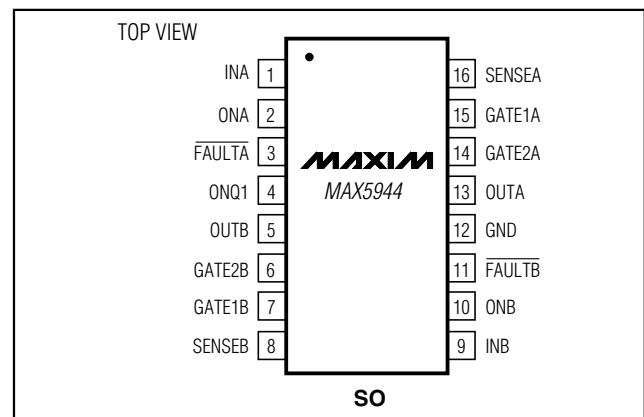 TOP VIEW
INA 1
ONA 2
FAULTA 3
ONQ1 4
OUTB 5
GATE2B 6
GATE1B 7
SENSEB 8
MAXIM
MAX5944
16 SENSEA
15 GATE1A
14 GATE2A
13 OUTA
12 GND
11 FAULTB
10 ONB
9 INB
SO